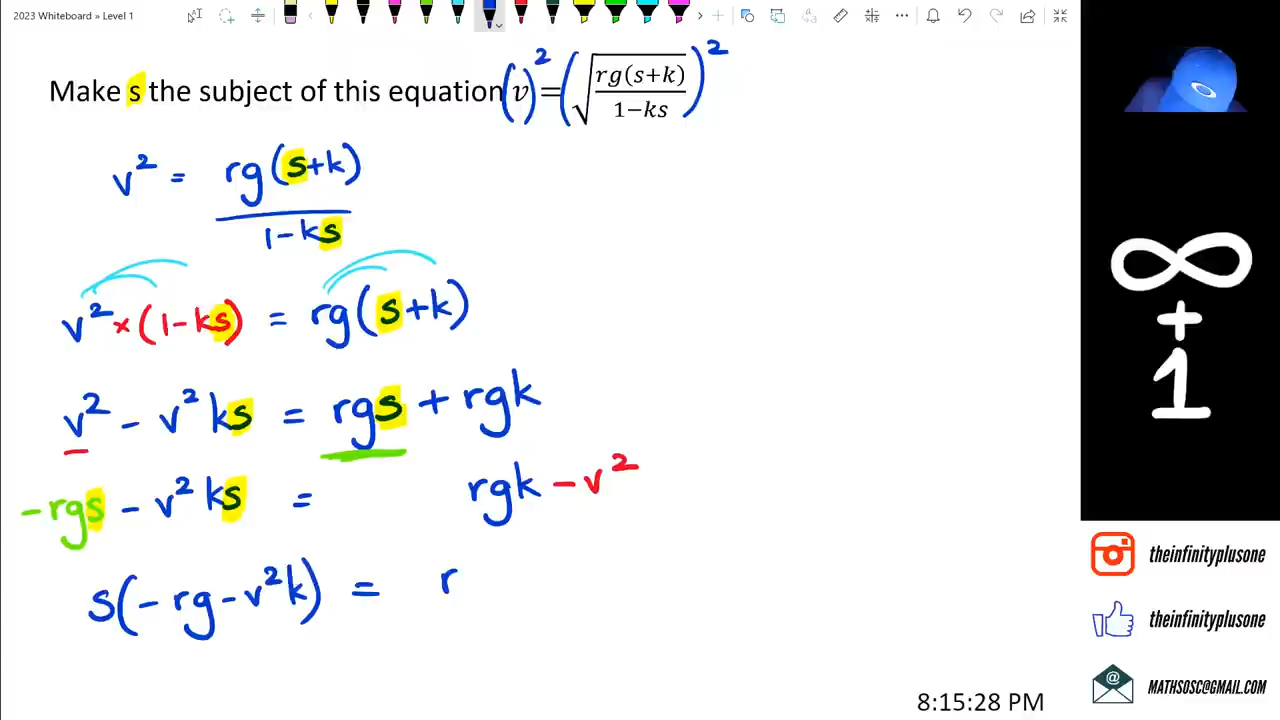 2023 Whiteboard » Level 1
Make s the subject of this equation (v)² = (√(rg(s+k)/(1−ks)))²
v² = rg(s+k)/(1-ks)
v² × (1-ks) = rg(s+k)
v² - v²ks = rgs + rgk
-rgs - v²ks = rgk - v²
s(-rg - v²k) = r
∞
+
1
theinfinityplusone
theinfinityplusone
MATHSOSC@GMAIL.COM
8:15:28 PM